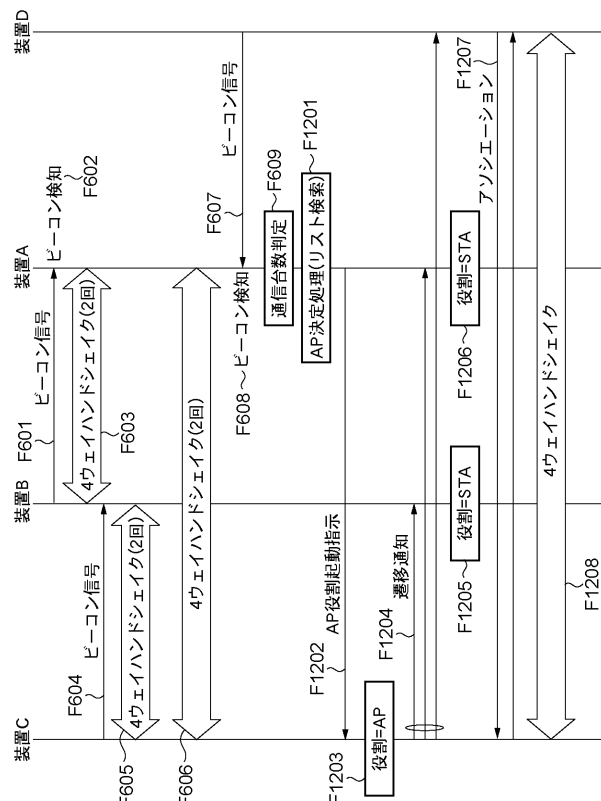 装置C
装置B
装置A
装置D
F601
ビーコン信号
ビーコン検知
F602
4ウェイハンドシェイク(2回)
F603
F604
ビーコン信号
4ウェイハンドシェイク(2回)
F605
4ウェイハンドシェイク(2回)
F606
F607
ビーコン信号
F608
ビーコン検知
通信台数判定
F609
AP決定処理(リスト検索)
F1201
AP役割起動指示
F1202
役割=AP
F1203
遷移通知
F1204
役割=STA
F1205
役割=STA
F1206
アソシエーション
F1207
4ウェイハンドシェイク
F1208